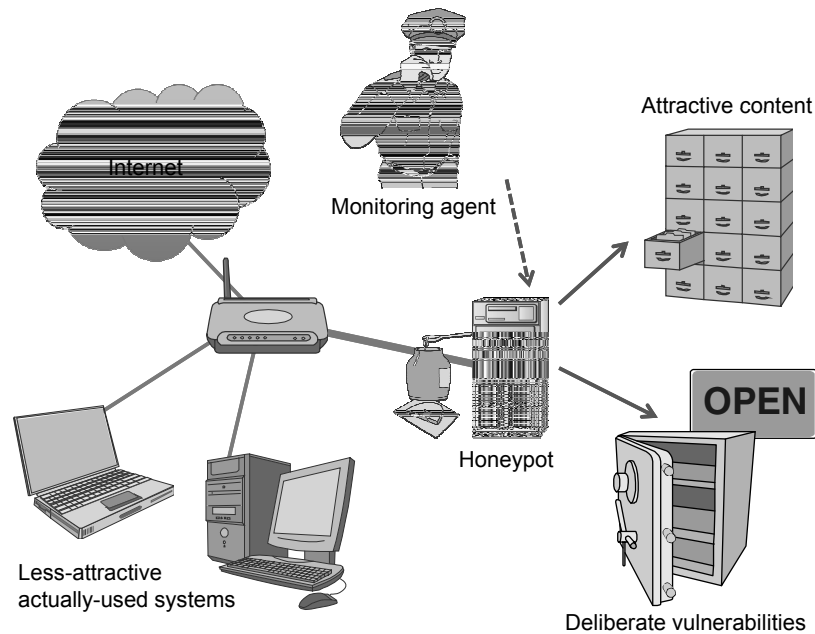 Internet
Monitoring agent
Attractive content
Honeypot
OPEN
Less-attractive
actually-used systems
Deliberate vulnerabilities